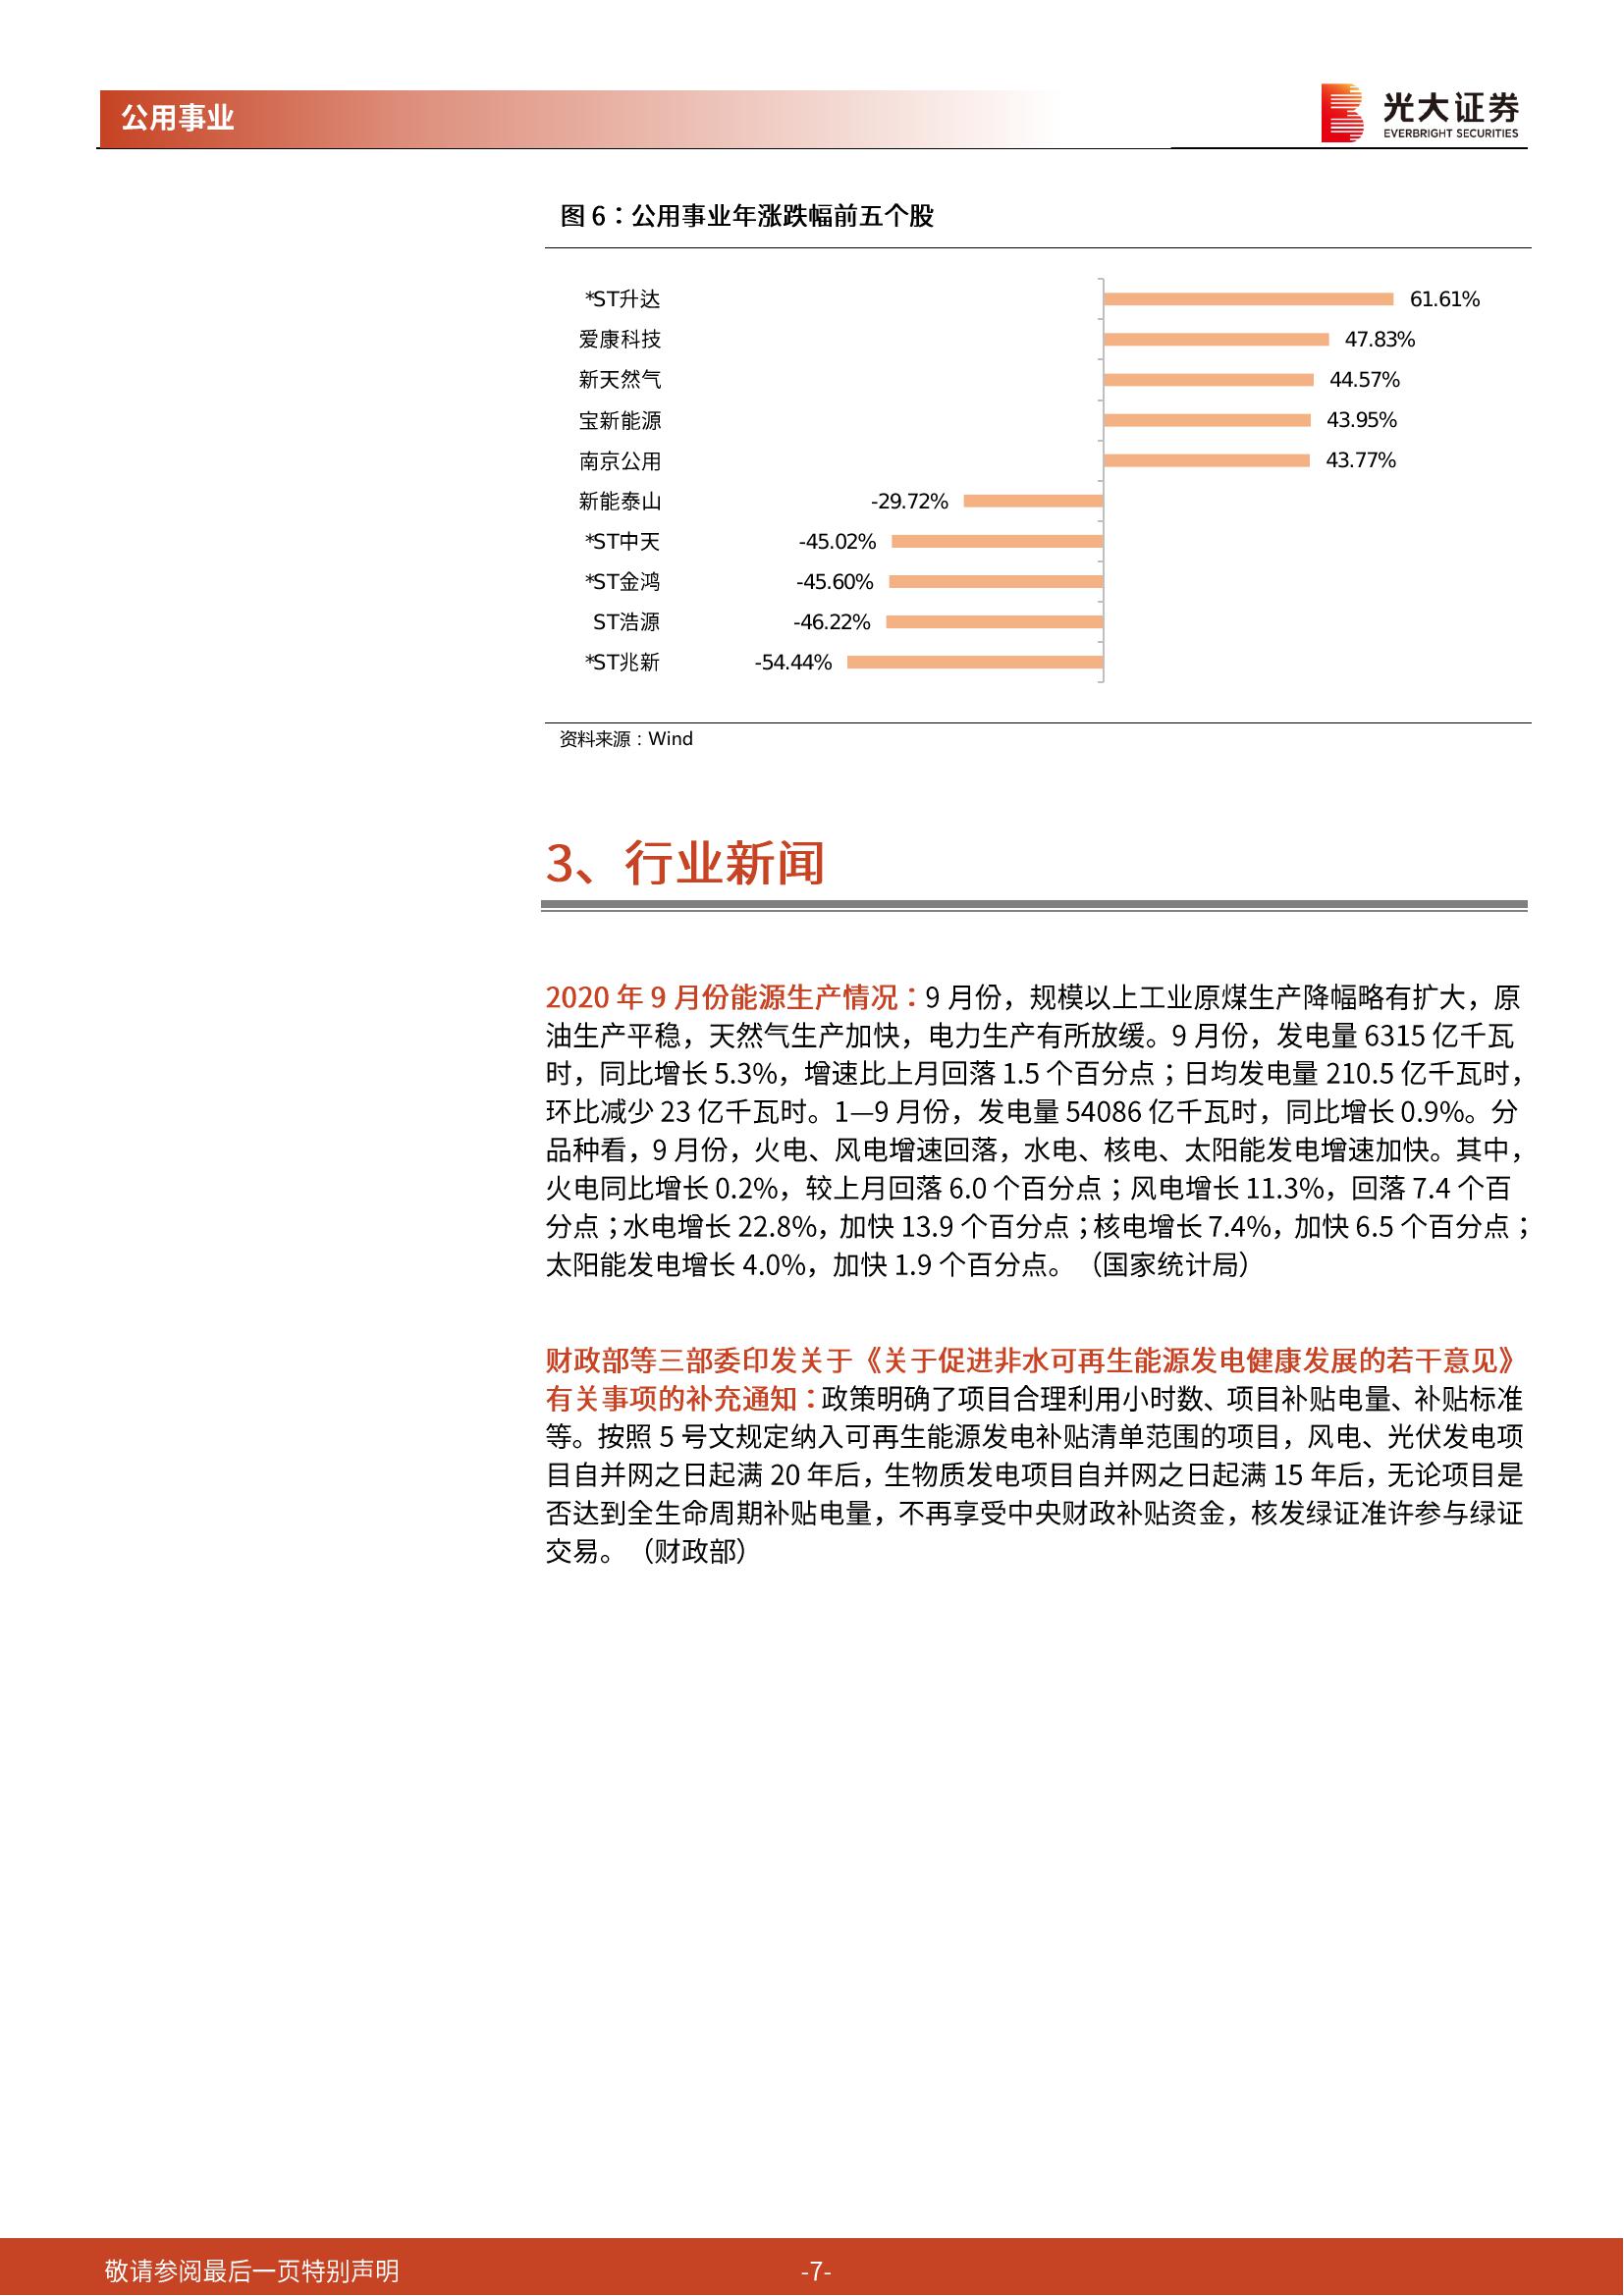 公用事业
光大证券
EVERBRIGHT SECURITIES
图 6：公用事业年涨跌幅前五个股
*ST升达 61.61%
爱康科技 47.83%
新天然气 44.57%
宝新能源 43.95%
南京公用 43.77%
新能泰山 -29.72%
*ST中天 -45.02%
*ST金鸿 -45.60%
ST浩源 -46.22%
*ST兆新 -54.44%
资料来源：Wind
3、行业新闻
2020 年 9 月份能源生产情况：9 月份，规模以上工业原煤生产降幅略有扩大，原
油生产平稳，天然气生产加快，电力生产有所放缓。9 月份，发电量 6315 亿千瓦
时，同比增长 5.3%，增速比上月回落 1.5 个百分点；日均发电量 210.5 亿千瓦时，
环比减少 23 亿千瓦时。1—9 月份，发电量 54086 亿千瓦时，同比增长 0.9%。分
品种看，9 月份，火电、风电增速回落，水电、核电、太阳能发电增速加快。其中，
火电同比增长 0.2%，较上月回落 6.0 个百分点；风电增长 11.3%，回落 7.4 个百
分点；水电增长 22.8%，加快 13.9 个百分点；核电增长 7.4%，加快 6.5 个百分点；
太阳能发电增长 4.0%，加快 1.9 个百分点。（国家统计局）
财政部等三部委印发关于《关于促进非水可再生能源发电健康发展的若干意见》
有关事项的补充通知：政策明确了项目合理利用小时数、项目补贴电量、补贴标准
等。按照 5 号文规定纳入可再生能源发电补贴清单范围的项目，风电、光伏发电项
目自并网之日起满 20 年后，生物质发电项目自并网之日起满 15 年后，无论项目是
否达到全生命周期补贴电量，不再享受中央财政补贴资金，核发绿证准许参与绿证
交易。（财政部）
敬请参阅最后一页特别声明 -7-